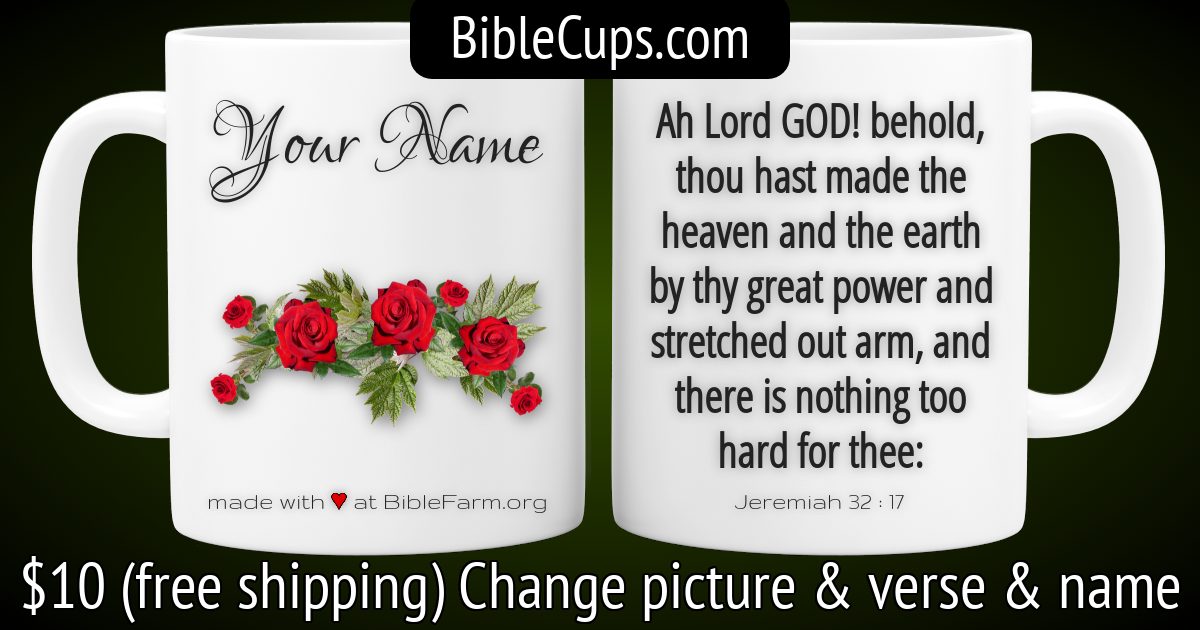 BibleCups.com
Your Name
made with ♥ at BibleFarm.org
Ah Lord GOD! behold,
thou hast made the
heaven and the earth
by thy great power and
stretched out arm, and
there is nothing too
hard for thee:
Jeremiah 32 : 17
$10 (free shipping) Change picture & verse & name